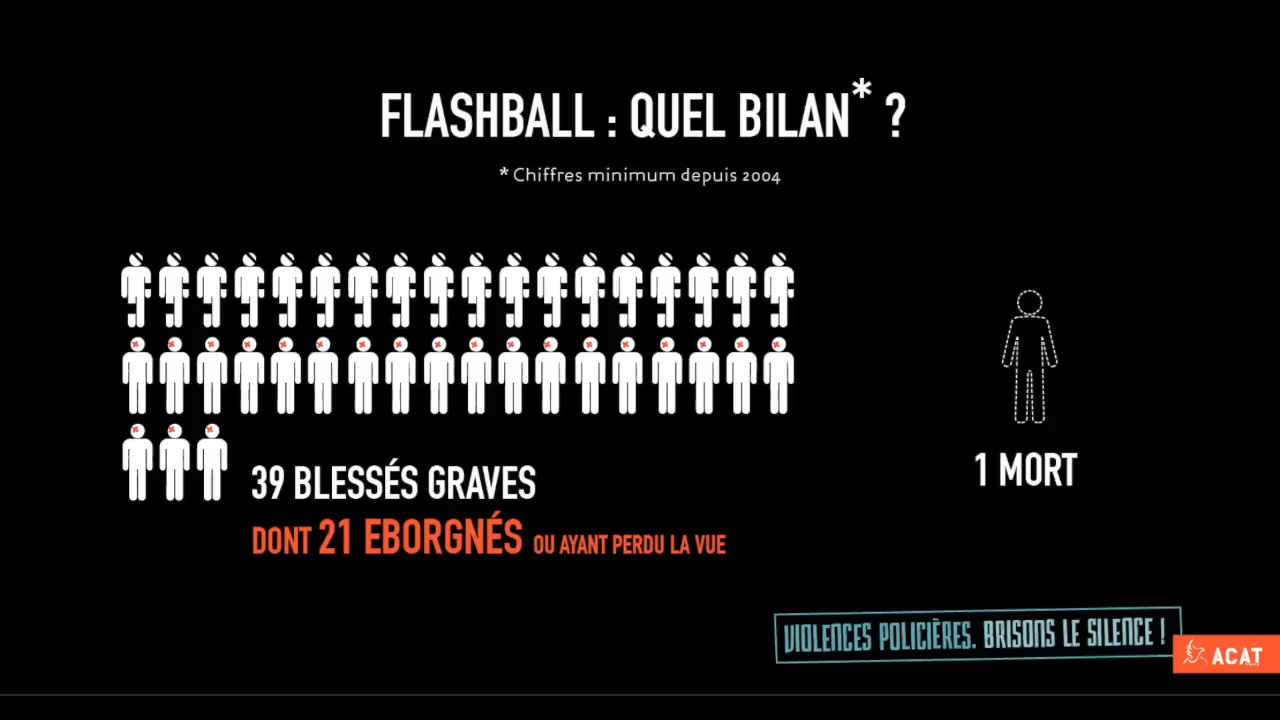 FLASHBALL : QUEL BILAN* ?
* Chiffres minimum depuis 2004
39 BLESSÉS GRAVES
DONT 21 EBORGNÉS OU AYANT PERDU LA VUE
1 MORT
VIOLENCES POLICIÈRES. BRISONS LE SILENCE !
ACAT